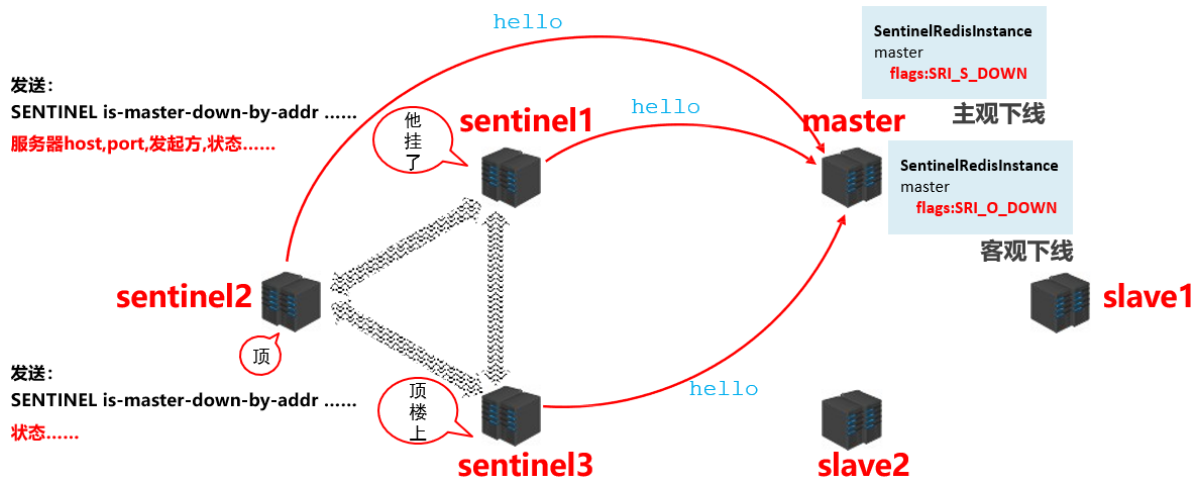 hello
SentinelRedisInstance
master
flags:SRI_S_DOWN
主观下线
发送：
SENTINEL is-master-down-by-addr ……
服务器host,port,发起方,状态……
他
挂
了
sentinel1
hello
master
SentinelRedisInstance
master
flags:SRI_O_DOWN
客观下线
sentinel2
slave1
顶
发送：
SENTINEL is-master-down-by-addr ……
状态……
顶
楼
上
hello
sentinel3
slave2